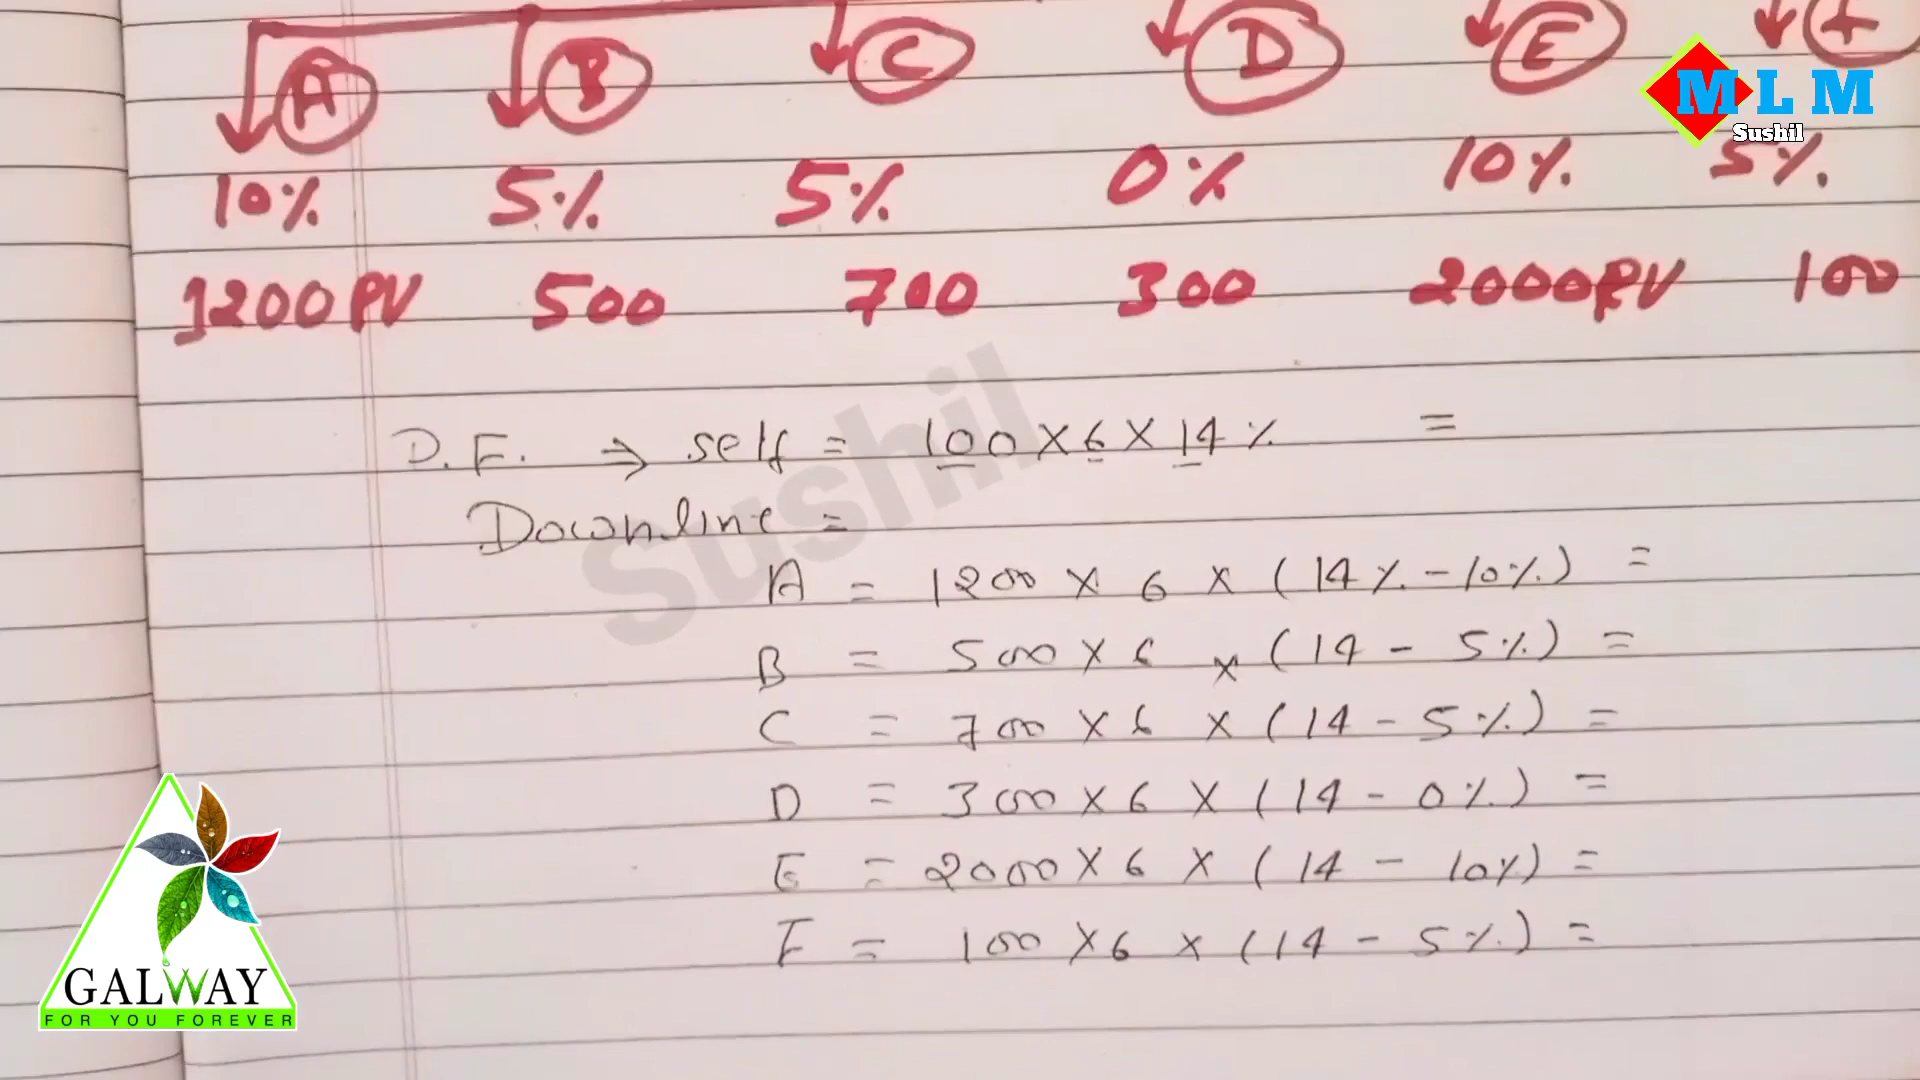 A B C D E
M L M
Sushil
10% 5% 5% 0% 10% 5%.
1200 PV 500 700 300 2000PV 100
Sushil
D.F. ⇒ self = 100 X 6 X 14% =
Downline =
A = 1200 X 6 X (14% - 10%) =
B = 500 X 6 X (14 - 5%) =
C = 700 X 6 X (14 - 5%) =
D = 300 X 6 X (14 - 0%) =
E = 2000 X 6 X (14 - 10%) =
F = 100 X 6 X (14 - 5%) =
GALWAY
FOR YOU FOREVER